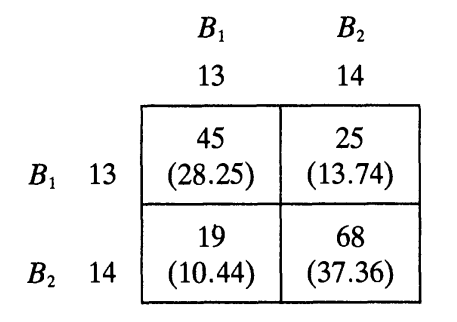 B₁ B₂
13 14
45 25
B₁ 13 (28.25) (13.74)
19 68
B₂ 14 (10.44) (37.36)